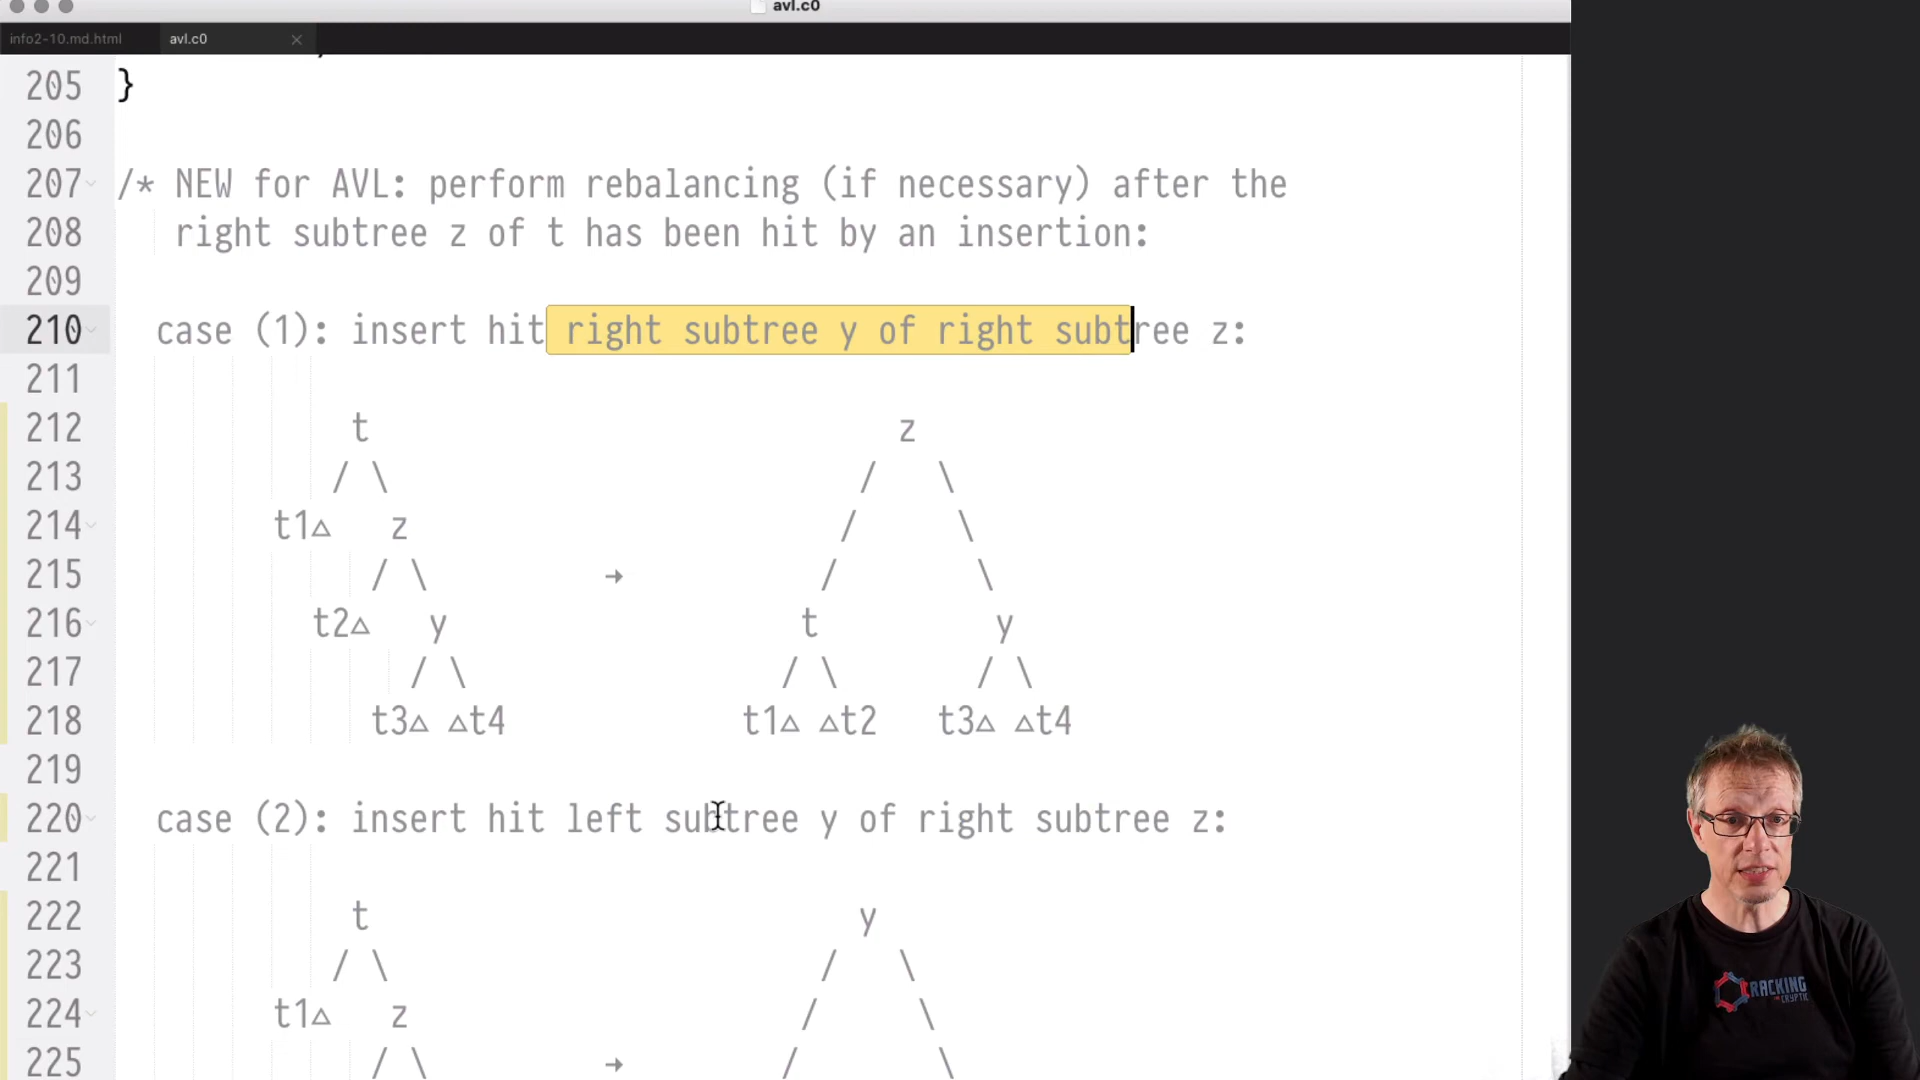 avl.c0
info2-10.md.html avl.c0
205 }
206
207 /* NEW for AVL: perform rebalancing (if necessary) after the
208 right subtree z of t has been hit by an insertion:
209
210 case (1): insert hit right subtree y of right subtree z:
211
212 t z
213 / \ / \
214 t1△ z / \
215 / \ → / \
216 t2△ y t y
217 / \ / \ / \
218 t3△ △t4 t1△ △t2 t3△ △t4
219
220 case (2): insert hit left subtree y of right subtree z:
221
222 t y
223 / \ / \
224 t1△ z / \
225 / \ → / \
CRACKING
THE CRYPTIC